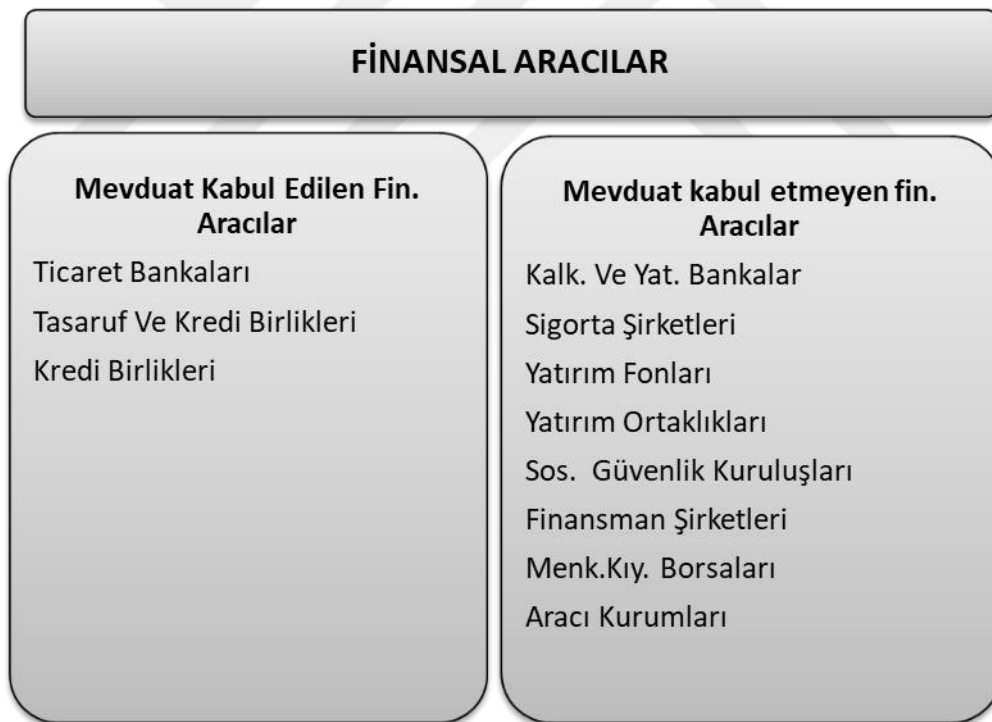 FİNANSAL ARACILAR
Mevduat Kabul Edilen Fin.
Aracılar
Ticaret Bankaları
Tasaruf Ve Kredi Birlikleri
Kredi Birlikleri
Mevduat kabul etmeyen fin.
Aracılar
Kalk. Ve Yat. Bankalar
Sigorta Şirketleri
Yatırım Fonları
Yatırım Ortaklıkları
Sos. Güvenlik Kuruluşları
Finansman Şirketleri
Menk.Kıy. Borsaları
Aracı Kurumları